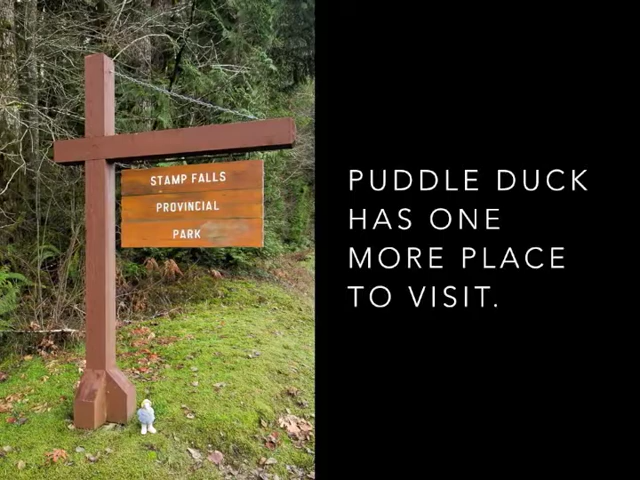 STAMP FALLS
PROVINCIAL
PARK
PUDDLE DUCK
HAS ONE
MORE PLACE
TO VISIT.